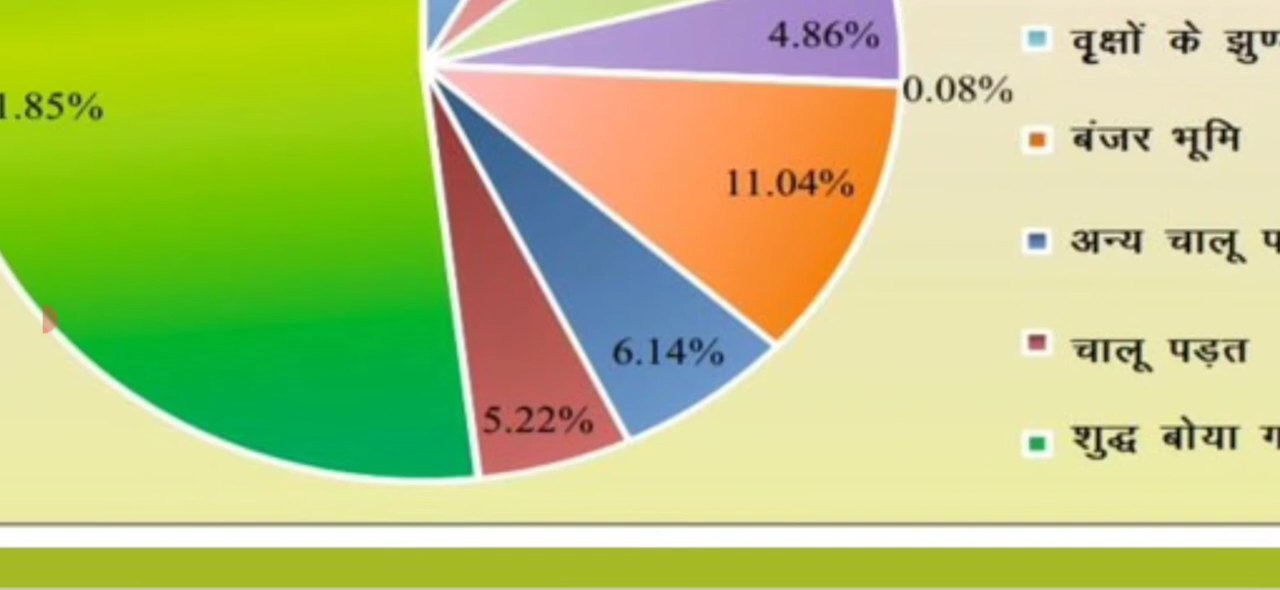 4.86%
वृक्षों के
0.08%
1.85%
बंजर भूमि
11.04%
अन्य चालू
6.14%
चालू पड़त
5.22%
शुद्ध बोया